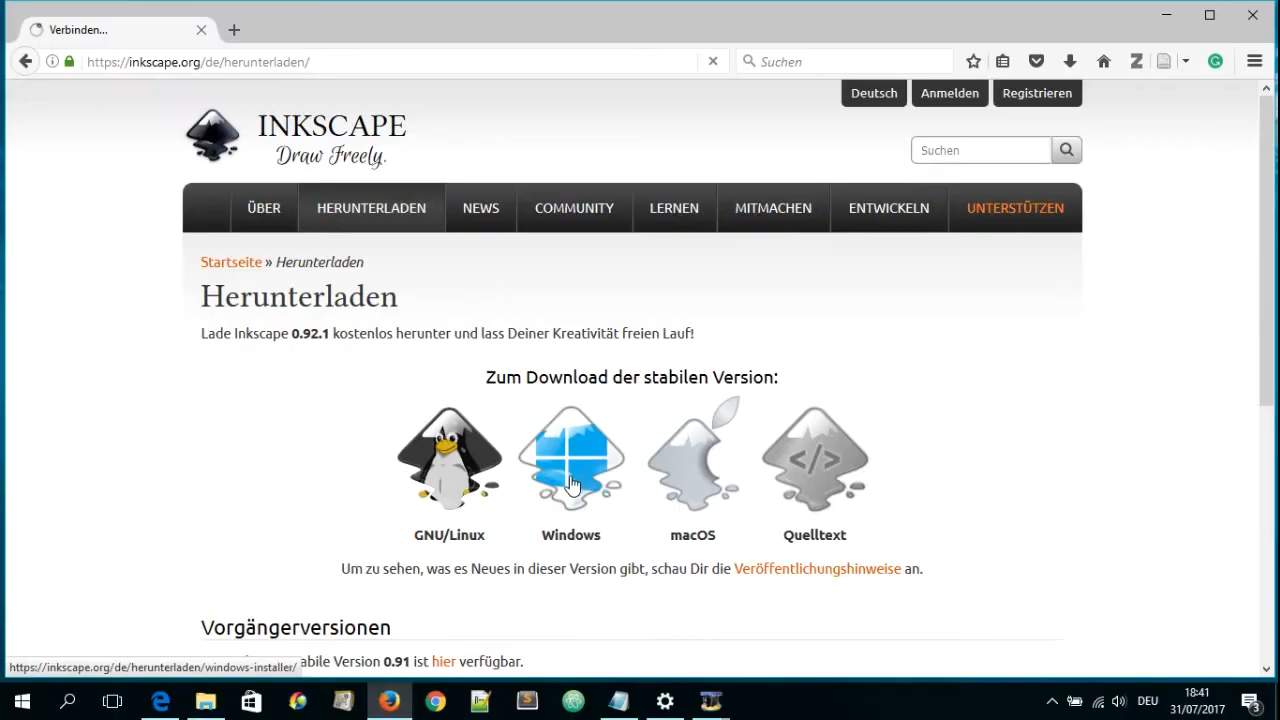 Verbinden...
https://inkscape.org/de/herunterladen/
Suchen
Deutsch
Anmelden
Registrieren
INKSCAPE
Draw Freely.
Suchen
ÜBER
HERUNTERLADEN
NEWS
COMMUNITY
LERNEN
MITMACHEN
ENTWICKELN
UNTERSTÜTZEN
Startseite » Herunterladen
Herunterladen
Lade Inkscape 0.92.1 kostenlos herunter und lass Deiner Kreativität freien Lauf!
Zum Download der stabilen Version:
GNU/Linux
Windows
macOS
Quelltext
Um zu sehen, was es Neues in dieser Version gibt, schau Dir die Veröffentlichungshinweise an.
Vorgängerversionen
abile Version 0.91 ist hier verfügbar.
https://inkscape.org/de/herunterladen/windows-installer/
DEU
18:41
31/07/2017
3